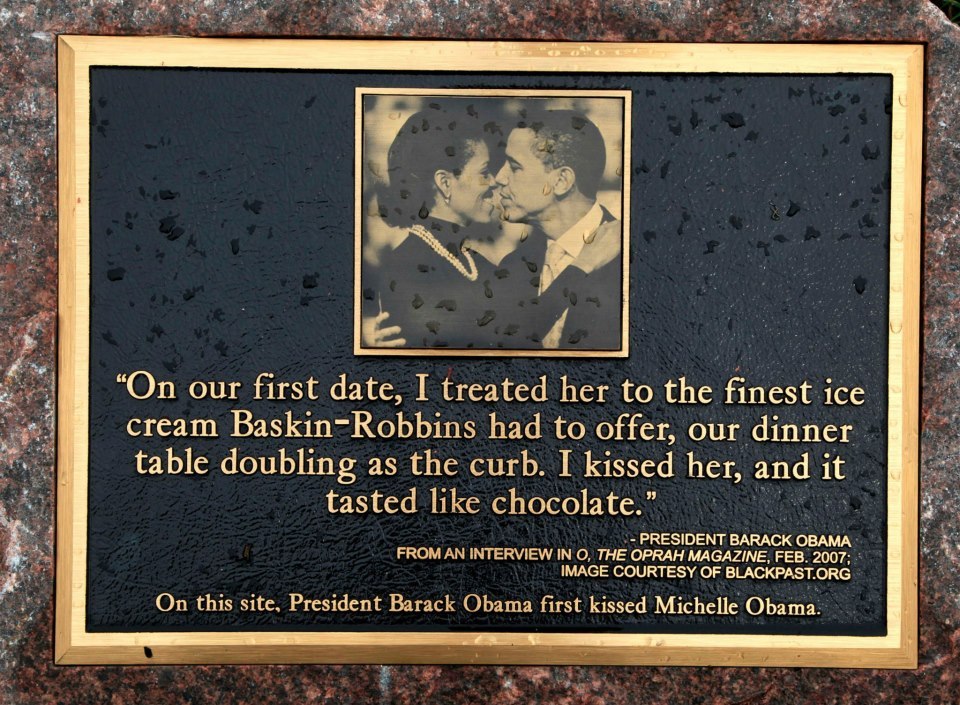 “On our first date, I treated her to the finest ice
cream Baskin-Robbins had to offer, our dinner
table doubling as the curb. I kissed her, and it
tasted like chocolate.”
- PRESIDENT BARACK OBAMA
FROM AN INTERVIEW IN O, THE OPRAH MAGAZINE, FEB. 2007;
IMAGE COURTESY OF BLACKPAST.ORG
On this site, President Barack Obama first kissed Michelle Obama.